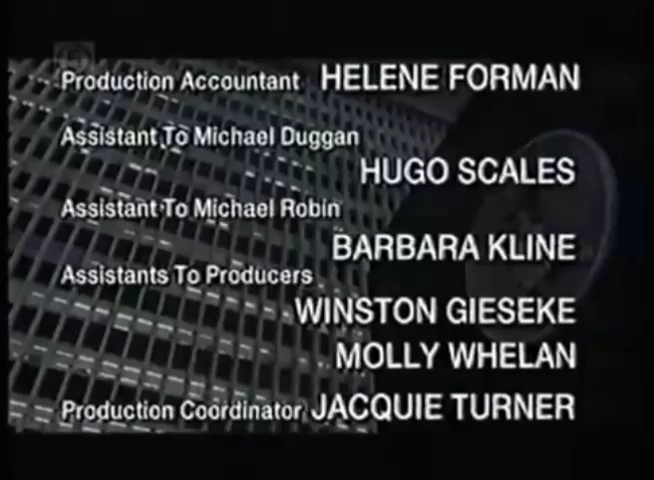 Production Accountant HELENE FORMAN
Assistant To Michael Duggan
HUGO SCALES
Assistant To Michael Robin
BARBARA KLINE
Assistants To Producers
WINSTON GIESEKE
MOLLY WHELAN
Production Coordinator JACQUIE TURNER